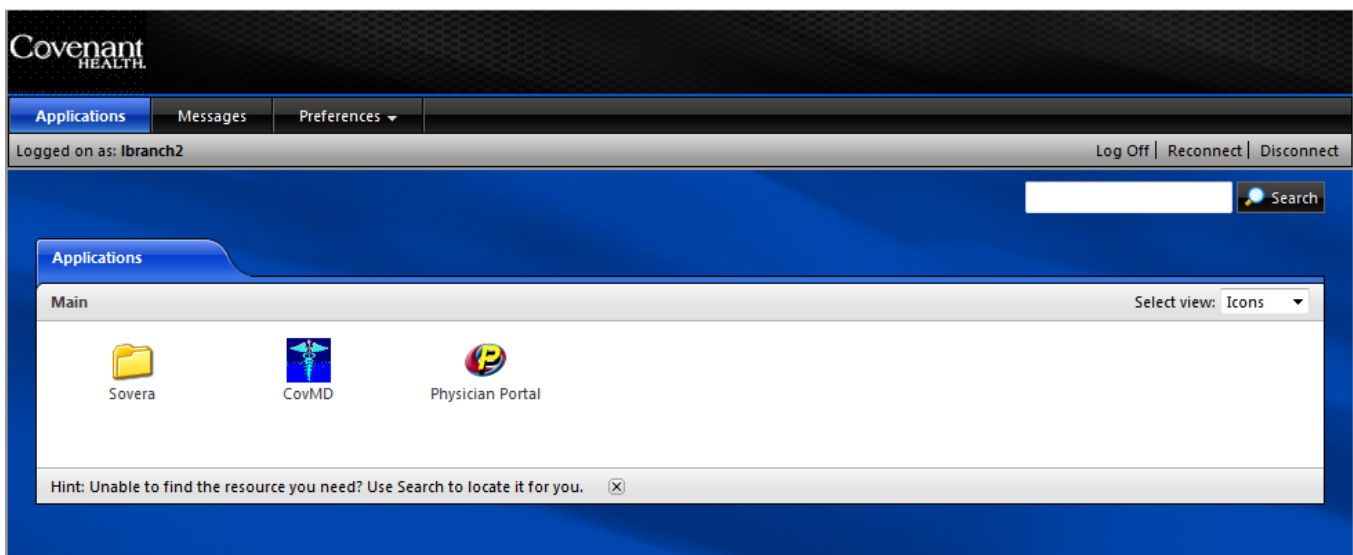 Covenant
HEALTH.
Applications Messages Preferences
Logged on as: lbranch2 Log Off | Reconnect | Disconnect
Search
Applications
Main Select view: Icons
Sovera CovMD Physician Portal
Hint: Unable to find the resource you need? Use Search to locate it for you.